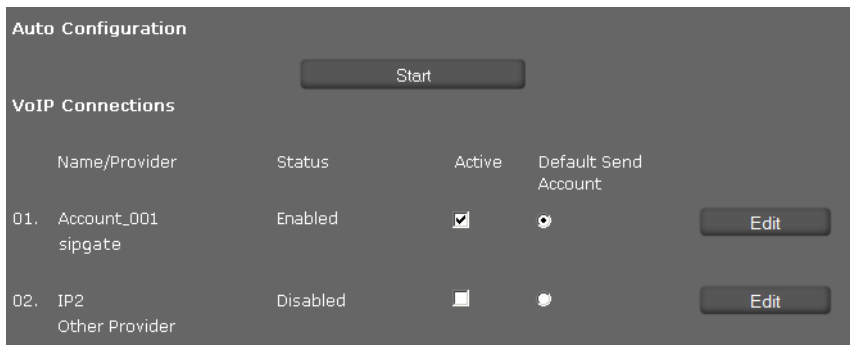 Auto Configuration
Start
VoIP Connections
Name/Provider Status Active Default Send
Account
01. Account_001 Enabled Edit
sipgate
02. IP2 Disabled Edit
Other Provider